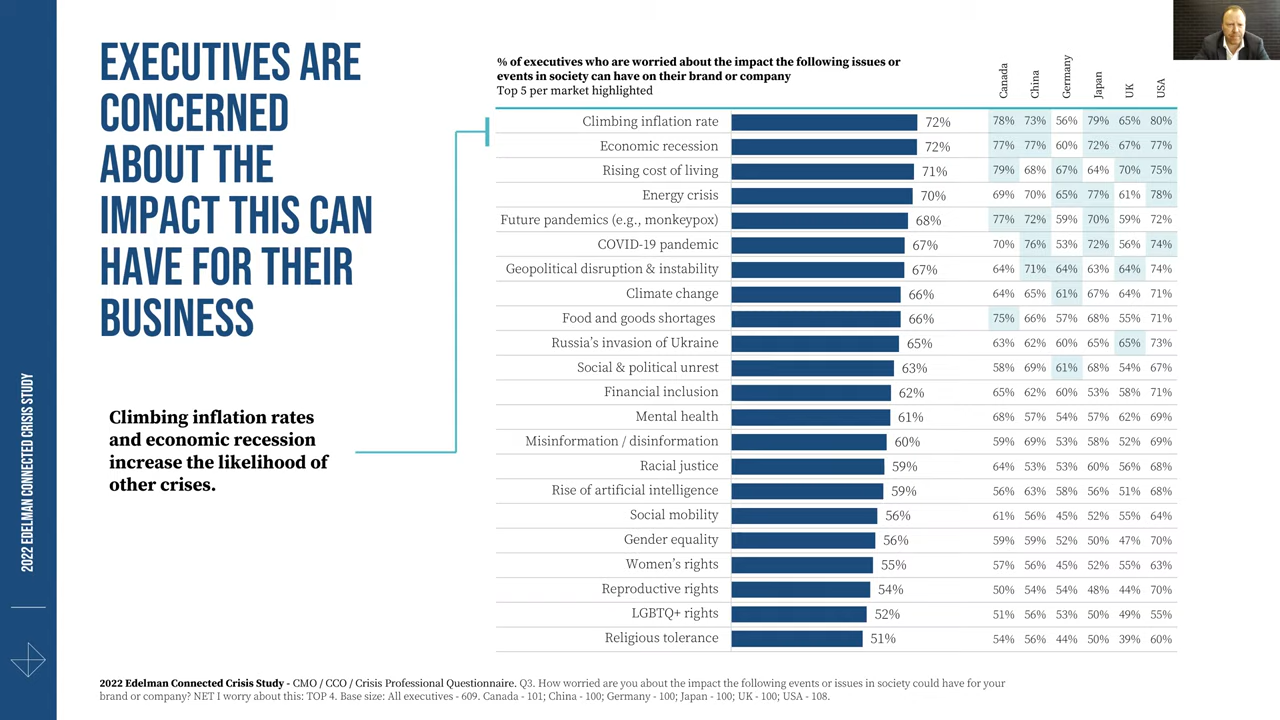 EXECUTIVES ARE
CONCERNED
ABOUT THE
IMPACT THIS CAN
HAVE FOR THEIR
BUSINESS
Climbing inflation rates
and economic recession
increase the likelihood of
other crises.
2022 EDELMAN CONNECTED CRISIS STUDY
% of executives who are worried about the impact the following issues or
events in society can have on their brand or company
Top 5 per market highlighted
Canada China Germany Japan UK USA
Climbing inflation rate 72% 78% 73% 56% 79% 65% 80%
Economic recession 72% 77% 77% 60% 72% 67% 77%
Rising cost of living 71% 79% 68% 67% 64% 70% 75%
Energy crisis 70% 69% 70% 65% 77% 61% 78%
Future pandemics (e.g., monkeypox) 68% 77% 72% 59% 70% 59% 72%
COVID-19 pandemic 67% 70% 76% 53% 72% 56% 74%
Geopolitical disruption & instability 67% 64% 71% 64% 63% 64% 74%
Climate change 66% 64% 65% 61% 67% 64% 71%
Food and goods shortages 66% 75% 66% 57% 68% 55% 71%
Russia's invasion of Ukraine 65% 63% 62% 60% 65% 65% 73%
Social & political unrest 63% 58% 69% 61% 68% 54% 67%
Financial inclusion 62% 65% 62% 60% 53% 58% 71%
Mental health 61% 68% 57% 54% 57% 62% 69%
Misinformation / disinformation 60% 59% 69% 53% 58% 52% 69%
Racial justice 59% 64% 53% 53% 60% 56% 68%
Rise of artificial intelligence 59% 56% 63% 58% 56% 51% 68%
Social mobility 56% 61% 56% 45% 52% 55% 64%
Gender equality 56% 59% 59% 52% 50% 47% 70%
Women's rights 55% 57% 56% 45% 52% 55% 63%
Reproductive rights 54% 50% 54% 54% 48% 44% 70%
LGBTQ+ rights 52% 51% 56% 53% 50% 49% 55%
Religious tolerance 51% 54% 56% 44% 50% 39% 60%
2022 Edelman Connected Crisis Study - CMO / CCO / Crisis Professional Questionnaire. Q3. How worried are you about the impact the following events or issues in society could have for your
brand or company? NET I worry about this: TOP 4. Base size: All executives - 609. Canada - 101; China - 100; Germany - 100; Japan - 100; UK - 100; USA - 108.